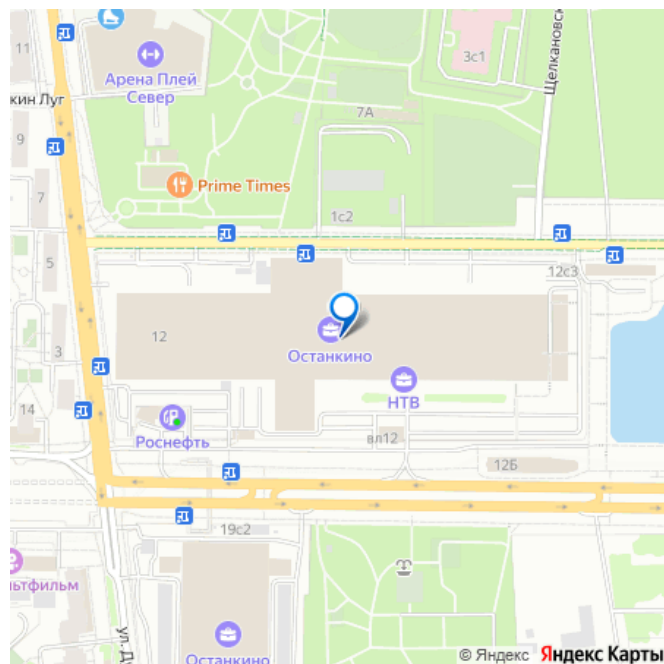 11
Арена Плей
Север
3с1
Щелкановск
кин Луг
7А
9
7
Prime Times
1с2
5
12с3
12
Останкино
3
НТВ
14
Роснефть
вл12
12Б
19с2
льтфильм
ул. Д
Останкино
© Яндекс Яндекс Карты